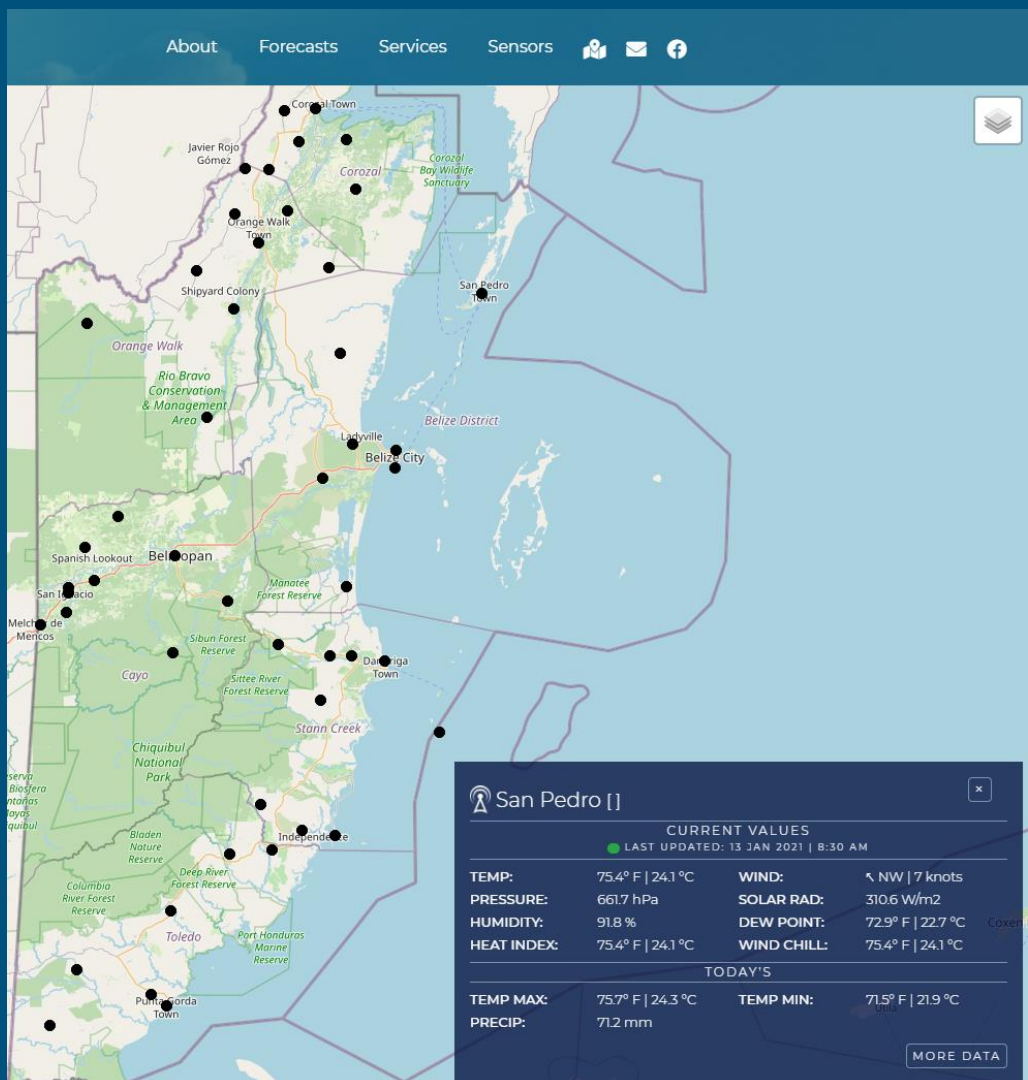 About Forecasts Services Sensors
Corozal Town
Javier Rojo
Gómez
Corozal
Corozal
Bay Wildlife
Sanctuary
Orange Walk
Town
San Pedro
Town
Shipyard Colony
Orange Walk
Rio Bravo
Conservation
& Management
Area
Belize District
Ladyville
Belize City
Spanish Lookout
Belmopan
San Ignacio
Manatee
Forest Reserve
Melchor de
Mencos
Sibun Forest
Reserve
Dangriga
Town
Cayo
Sittee River
Forest Reserve
Stann Creek
Chiquibul
National
Park
Independence
Bladen
Nature
Reserve
Deep River
Forest Reserve
Columbia
River Forest
Reserve
Toledo
Port Honduras
Marine
Reserve
Punta Gorda
Town
San Pedro [ ]
CURRENT VALUES
LAST UPDATED: 13 JAN 2021 | 8:30 AM
TEMP: 75.4° F | 24.1 °C WIND: ↖ NW | 7 knots
PRESSURE: 661.7 hPa SOLAR RAD: 310.6 W/m2
HUMIDITY: 91.8 % DEW POINT: 72.9° F | 22.7 °C
HEAT INDEX: 75.4° F | 24.1 °C WIND CHILL: 75.4° F | 24.1 °C
TODAY'S
TEMP MAX: 75.7° F | 24.3 °C TEMP MIN: 71.5° F | 21.9 °C
PRECIP: 71.2 mm
MORE DATA